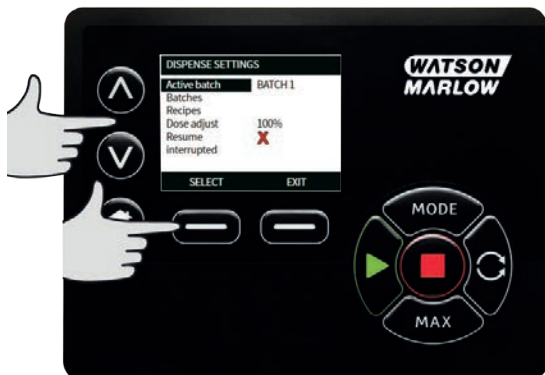 DISPENSE SETTINGS
Active batch BATCH 1
Batches
Recipes
Dose adjust 100%
Resume
interrupted
SELECT EXIT
WATSON
MARLOW
MODE
MAX